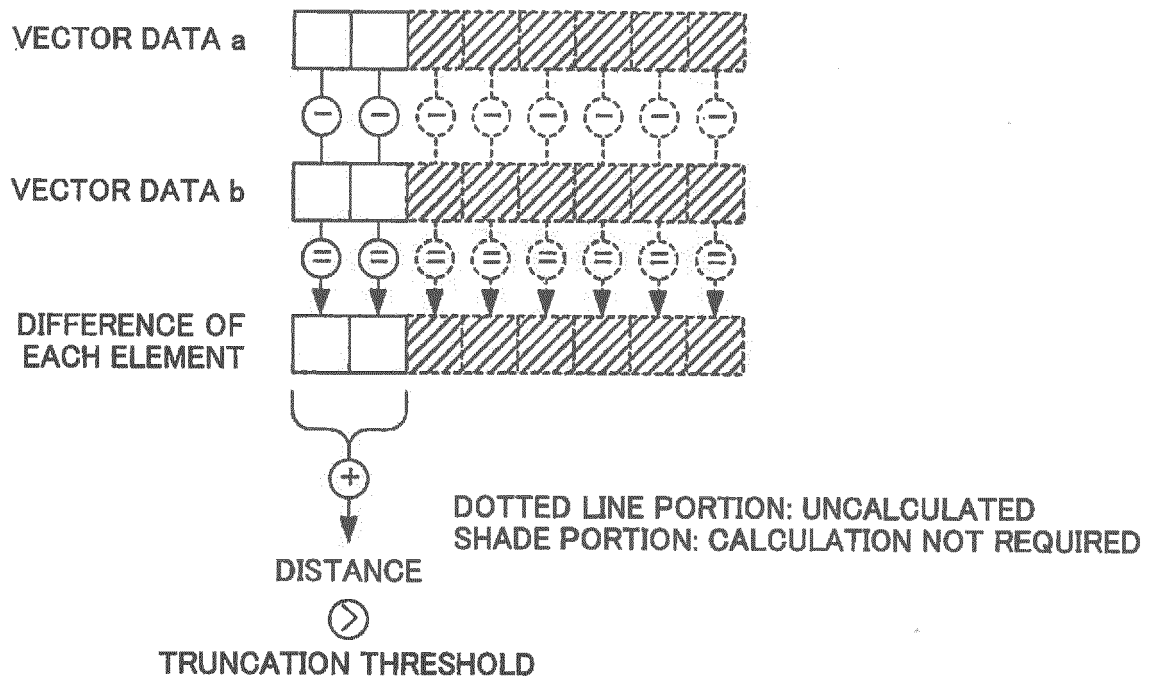 VECTOR DATA a
VECTOR DATA b
DIFFERENCE OF
EACH ELEMENT
DOTTED LINE PORTION: UNCALCULATED
SHADE PORTION: CALCULATION NOT REQUIRED
DISTANCE
TRUNCATION THRESHOLD